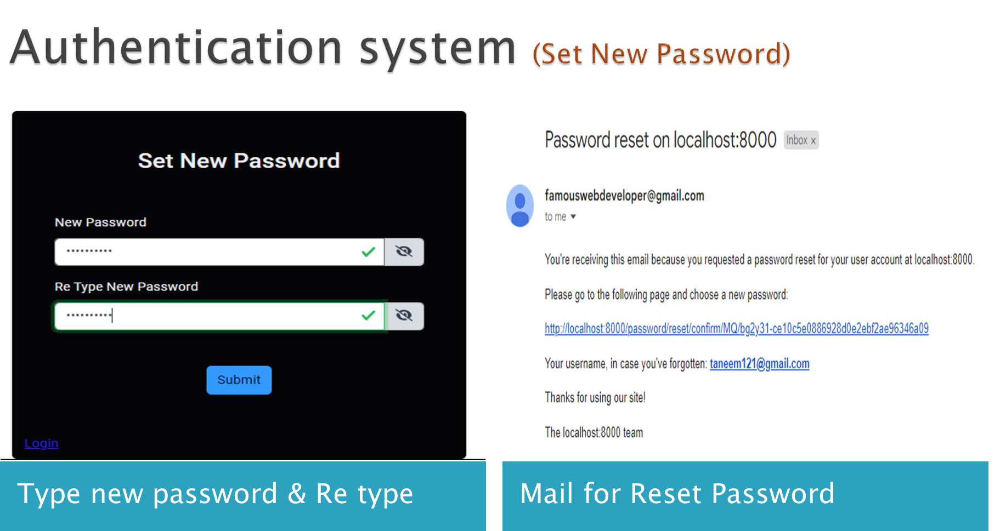 Authentication system (Set New Password)
Set New Password
New Password
••••••••••
Re Type New Password
••••••••••
Submit
Login
Type new password & Re type
Password reset on localhost:8000 Inbox x
famouswebdeveloper@gmail.com
to me
You're receiving this email because you requested a password reset for your user account at localhost:8000.
Please go to the following page and choose a new password:
http://localhost:8000/password/reset/confirm/MQ/bg2y31-ce10c5e0886928d0e2ebf2ae96346a09
Your username, in case you've forgotten: taneem121@gmail.com
Thanks for using our site!
The localhost:8000 team
Mail for Reset Password